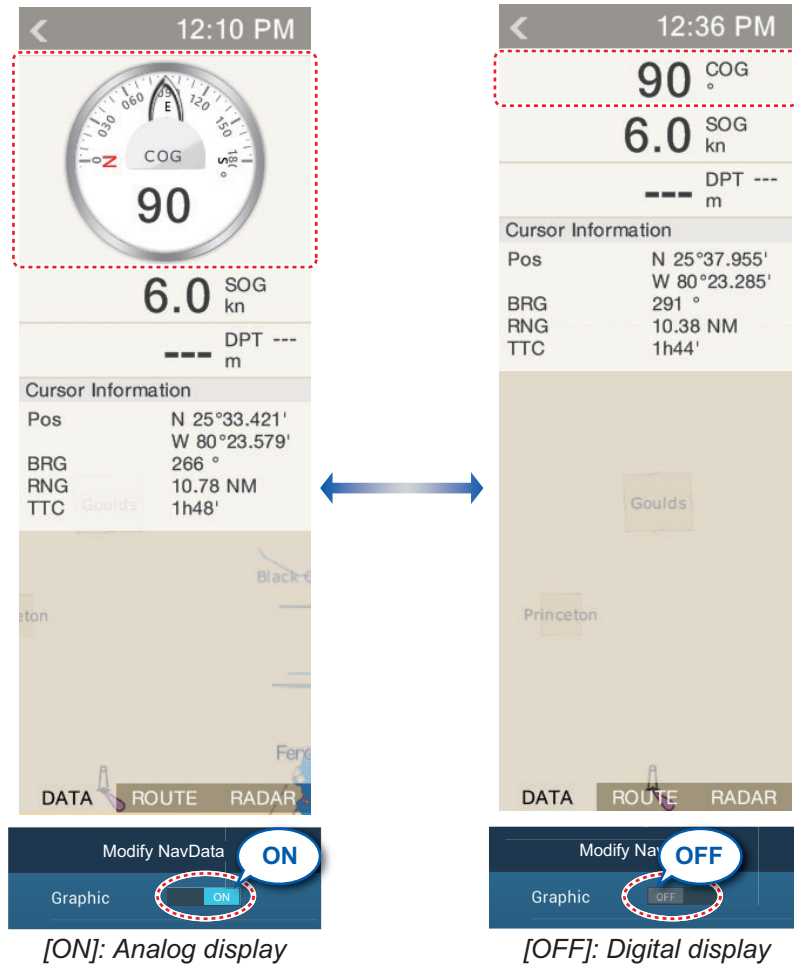 12:10 PM
0 N 030 060 090 E 120 150 S °
COG
90
6.0 SOG
kn
--- DPT ---
m
Cursor Information
Pos N 25°33.421'
W 80°23.579'
BRG 266 °
RNG 10.78 NM
TTC 1h48'
Goulds
Black
eton
DATA ROUTE RADAR
Modify NavData
ON
Graphic ON
[ON]: Analog display
12:36 PM
90 COG
°
6.0 SOG
kn
--- DPT ---
m
Cursor Information
Pos N 25°37.955'
W 80°23.285'
BRG 291 °
RNG 10.38 NM
TTC 1h44'
Goulds
Princeton
DATA ROUTE RADAR
Modify Nav
OFF
Graphic OFF
[OFF]: Digital display